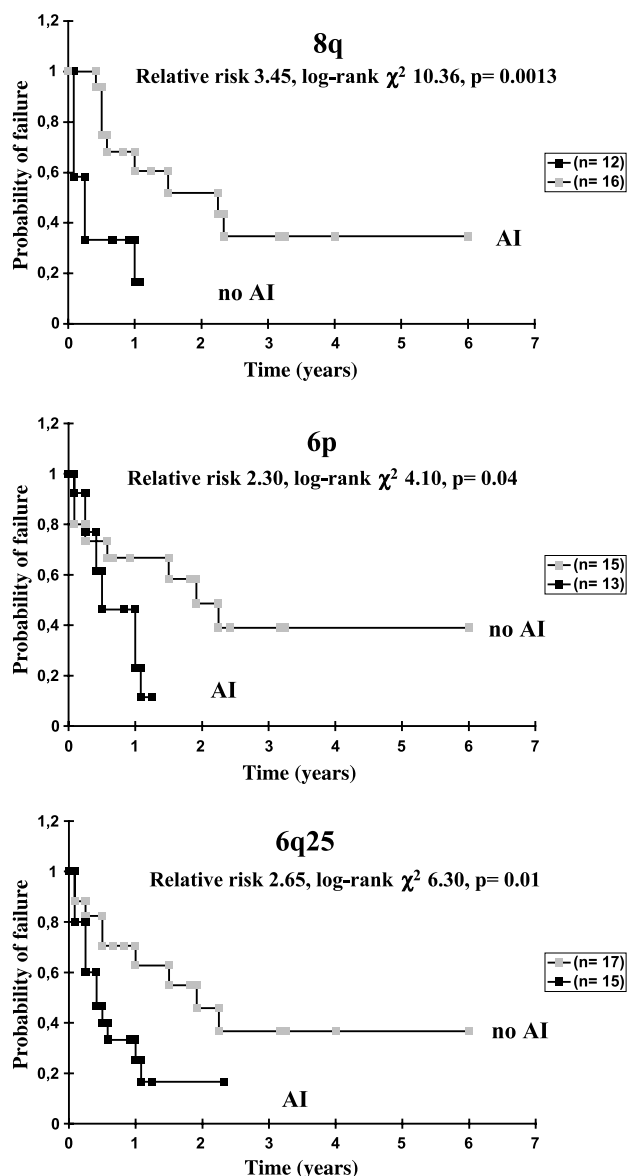 8q
Relative risk 3.45, log-rank χ² 10.36, p= 0.0013
Probability of failure
1,2
1
0,8
0,6
0,4
0,2
0
(n= 12)
(n= 16)
AI
no AI
0 1 2 3 4 5 6 7
Time (years)
6p
Relative risk 2.30, log-rank χ² 4.10, p= 0.04
Probability of failure
1,2
1
0,8
0,6
0,4
0,2
0
(n= 15)
(n= 13)
no AI
AI
0 1 2 3 4 5 6 7
Time (years)
6q25
Relative risk 2.65, log-rank χ² 6.30, p= 0.01
Probability of failure
1,2
1
0,8
0,6
0,4
0,2
0
(n= 17)
(n= 15)
no AI
AI
0 1 2 3 4 5 6 7
Time (years)